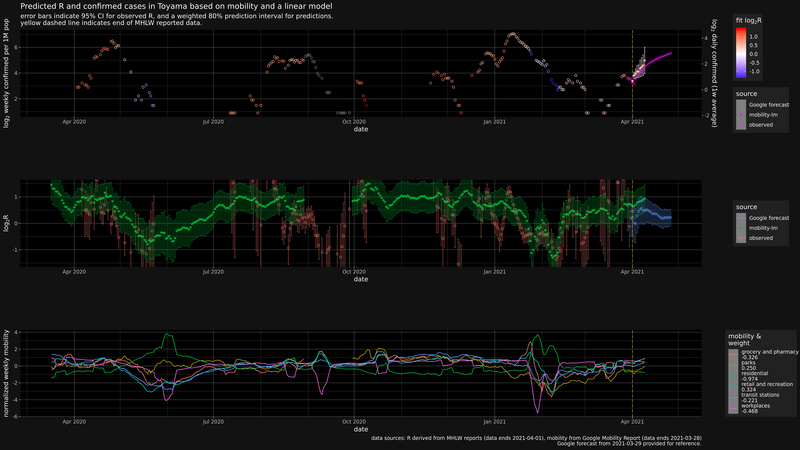 Predicted R and confirmed cases in Toyama based on mobility and a linear model
error bars indicate 95% CI for observed R, and a weighted 80% prediction interval for predictions.
yellow dashed line indicates end of MHLW reported data.
log₂ weekly confirmed per 1M pop
6
4
2
log₂ daily confirmed (1w average)
4
2
0
-2
Apr 2020
Jul 2020
Oct 2020
Jan 2021
Apr 2021
date
fit log₂R
1.0
0.5
0.0
-0.5
-1.0
source
Google forecast
mobility-lm
observed
log₂R
1
0
-1
Apr 2020
Jul 2020
Oct 2020
Jan 2021
Apr 2021
date
source
Google forecast
mobility-lm
observed
normalized weekly mobility
4
2
0
-2
-4
-6
Apr 2020
Jul 2020
Oct 2020
Jan 2021
Apr 2021
date
mobility &
weight
grocery and pharmacy
-0.326
parks
0.250
residential
-0.974
retail and recreation
0.324
transit stations
-0.221
workplaces
-0.468
data sources: R derived from MHLW reports (data ends 2021-04-01), mobility from Google Mobility Report (data ends 2021-03-28)
Google forecast from 2021-03-29 provided for reference.